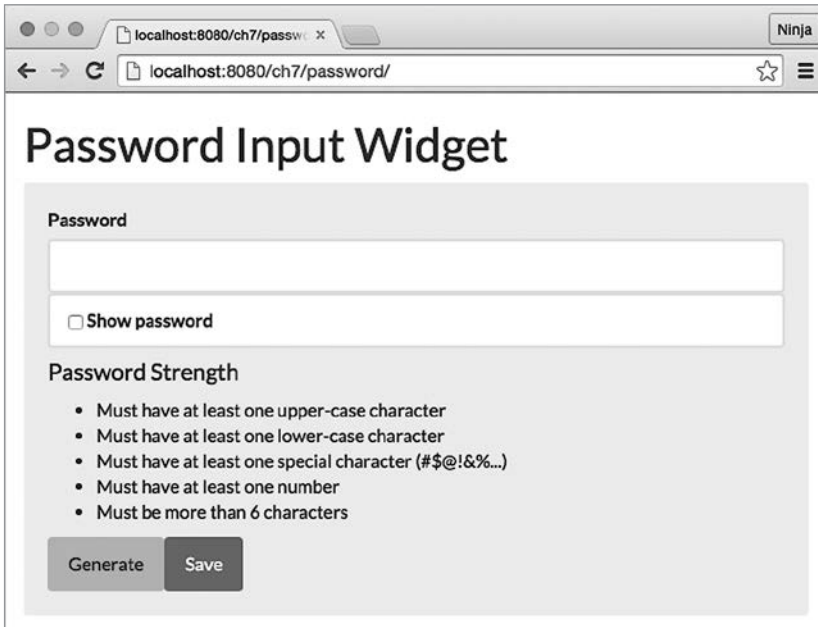 localhost:8080/ch7/passwo
Ninja
localhost:8080/ch7/password/
Password Input Widget
Password
Show password
Password Strength
• Must have at least one upper-case character
• Must have at least one lower-case character
• Must have at least one special character (#$@!&%...)
• Must have at least one number
• Must be more than 6 characters
Generate
Save